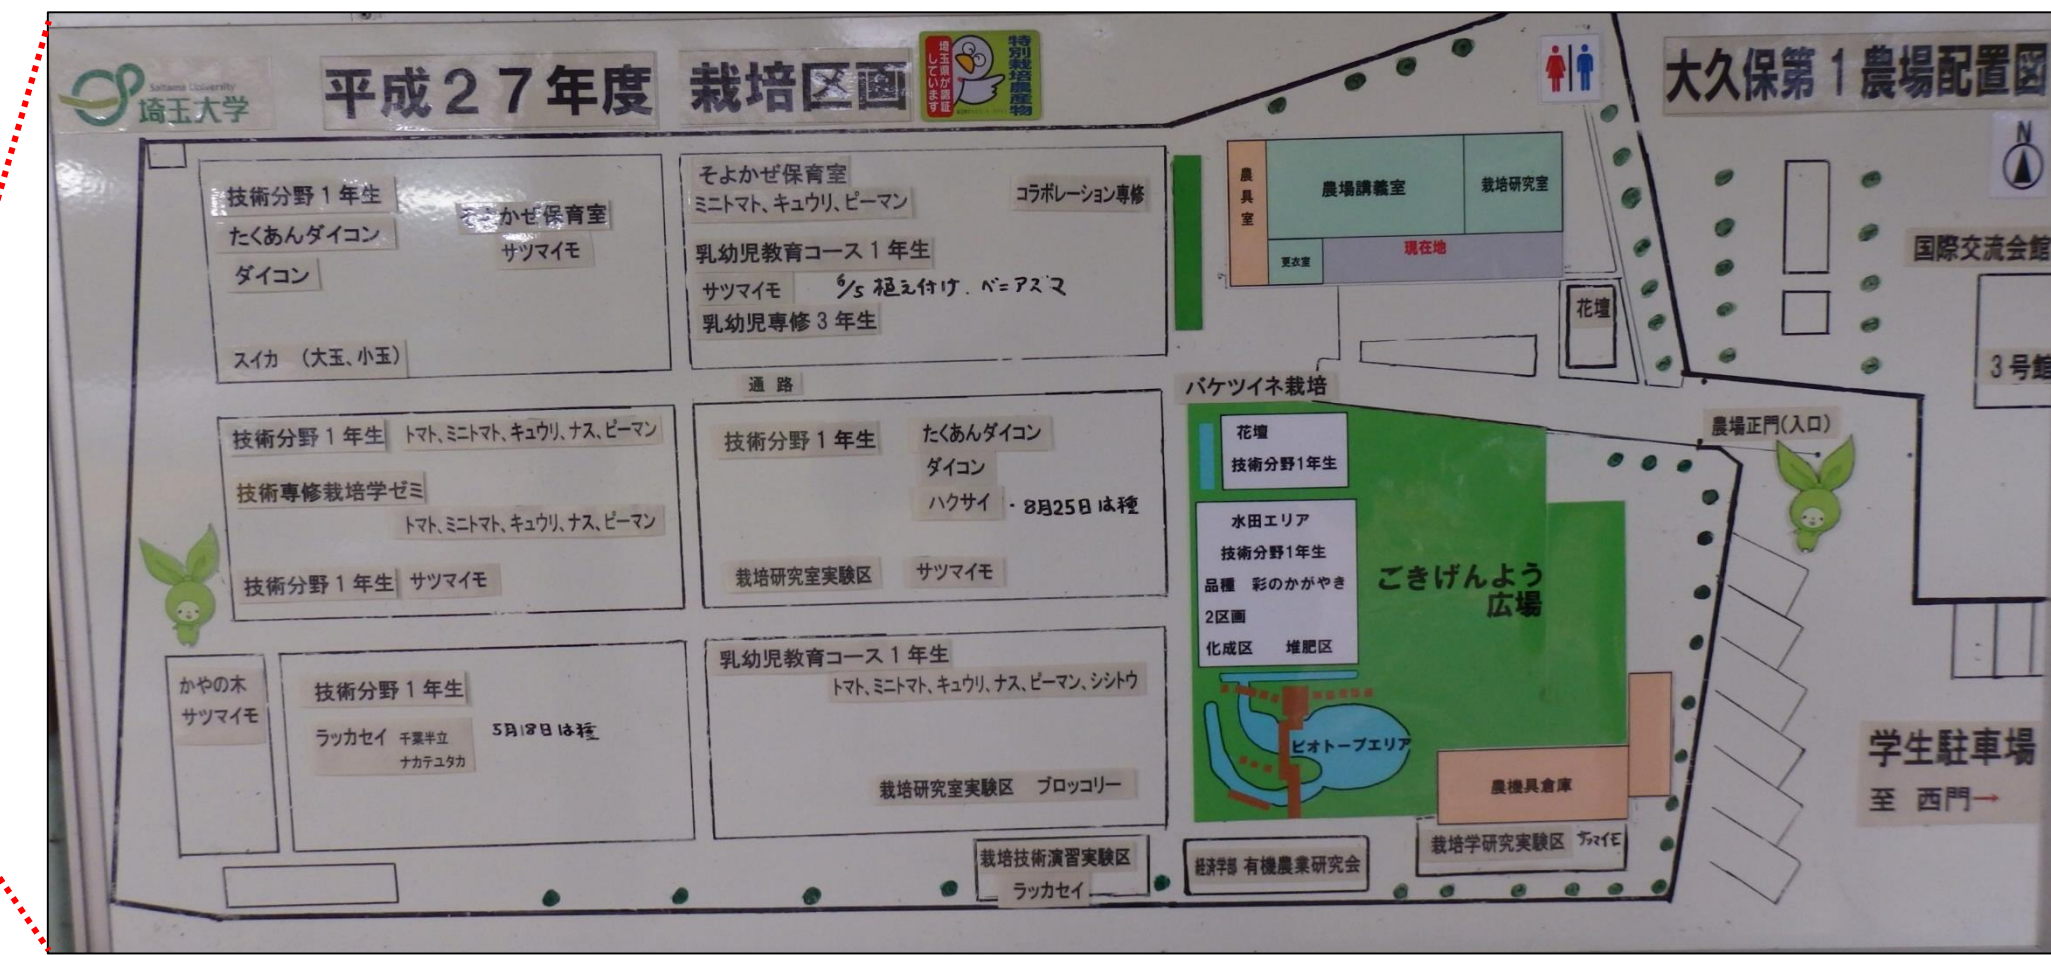 Saitama University
埼玉大学
平成27年度 栽培区画
埼玉県が認証しています
特別栽培農産物
大久保第1農場配置図
N
技術分野1年生
たくあんダイコン
ダイコン
スイカ (大玉、小玉)
そよかぜ保育室
サツマイモ
そよかぜ保育室
ミニトマト、キュウリ、ピーマン
コラボレーション専修
乳幼児教育コース1年生
サツマイモ 6/5 植え付け. ベニアズマ
乳幼児専修3年生
農具室
農場講義室
栽培研究室
更衣室
現在地
花壇
国際交流会館
3号館
通路
技術分野1年生 トマト、ミニトマト、キュウリ、ナス、ピーマン
技術専修栽培学ゼミ
トマト、ミニトマト、キュウリ、ナス、ピーマン
技術分野1年生 サツマイモ
技術分野1年生
たくあんダイコン
ダイコン
ハクサイ ・8月25日は種
栽培研究室実験区 サツマイモ
バケツイネ栽培
花壇
技術分野1年生
水田エリア
技術分野1年生
品種 彩のかがやき
2区画
化成区 堆肥区
ごきげんよう
広場
農場正門(入口)
かやの木
サツマイモ
技術分野1年生
ラッカセイ 千葉半立
ナカテユタカ
5月18日は種
乳幼児教育コース1年生
トマト、ミニトマト、キュウリ、ナス、ピーマン、シシトウ
栽培研究室実験区 ブロッコリー
ビオトープエリア
農機具倉庫
学生駐車場
至 西門→
栽培技術演習実験区
ラッカセイ
経済学部 有機農業研究会
栽培学研究実験区 サツマイモ